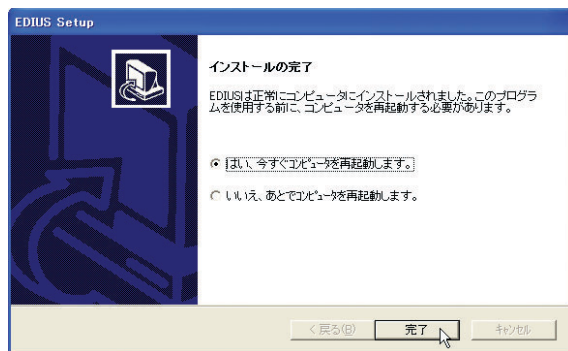 EDIUS Setup
インストールの完了
EDIUSは正常にコンピュータにインストールされました。このプログラ
ムを使用する前に、コンピュータを再起動する必要があります。
はい、今すぐコンピュータを再起動します。
いいえ、あとでコンピュータを再起動します。
< 戻る(B)
完了
キャンセル